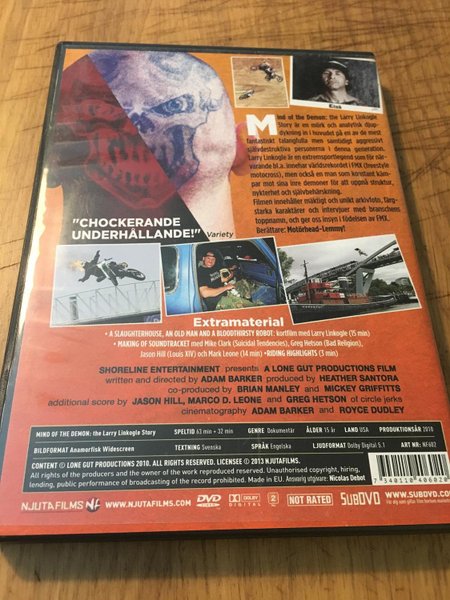 Kink
Mind of the Demon: the Larry Linkogle
Story är en mörk och analytisk djup-
dykning in i huvudet på en av de mest
fantastiskt talangfulla men samtidigt aggressivt
självdestruktiva personerna i denna generation.
Larry Linkogle är en extremsportlegend som för när-
varande bl.a. innehar världsrekordet i FMX (freestyle
motocross), men också en man som konstant käm-
par mot sina inre demoner för att uppnå struktur,
nykterhet och självbehärskning.
Filmen innehåller mäktigt och unikt arkivfoto, färg-
starka karaktärer och intervjuer med branschens
toppnamn, och ger oss insyn i födelsen av FMX.
Berättare: Motörhead-Lemmy!
"CHOCKERANDE
UNDERHÅLLANDE!" Variety
Extramaterial
• A SLAUGHTERHOUSE, AN OLD MAN AND A BLOODTHIRSTY ROBOT: kortfilm med Larry Linkogle (15 min)
• MAKING OF SOUNDTRACKET med Mike Clark (Suicidal Tendencies), Greg Hetson (Bad Religion),
Jason Hill (Louis XIV) och Mark Leone (14 min) • RIDING HIGHLIGHTS (3 min)
SHORELINE ENTERTAINMENT presents A LONE GUT PRODUCTIONS FILM
written and directed by ADAM BARKER produced by HEATHER SANTORA
co-produced by BRIAN MANLEY and MICKEY GRIFFITTS
additional score by JASON HILL, MARCO D. LEONE and GREG HETSON of circle jerks
cinematography ADAM BARKER and ROYCE DUDLEY
MIND OF THE DEMON: the Larry Linkogle Story SPELTID 63 min + 32 min GENRE Dokumentär ÅLDER 15 år LAND USA PRODUKTIONSÅR 2010
BILDFORMAT Anamorfisk Widescreen TEXTNING Svenska SPRÅK Engelska LJUDFORMAT Dolby Digital 5.1 ART NR NF602
CONTENT © LONE GUT PRODUCTIONS 2010. ALL RIGHTS RESERVED. LICENSEE © 2013 NJUTAFILMS.
All rights of the producers and the owner of the work reproduced reserved. Unauthorised copying, hiring,
lending, public performance of broadcasting of the record prohibited. Made in EU. Ansvarig utgivare: Nicolas Debot
7 340110 406020
NJUTAFILMS NF WWW.NJUTAFILMS.COM DVD VIDEO DOLBY DIGITAL 2 NOT RATED SUBDVD WWW.SUBDVD.COM